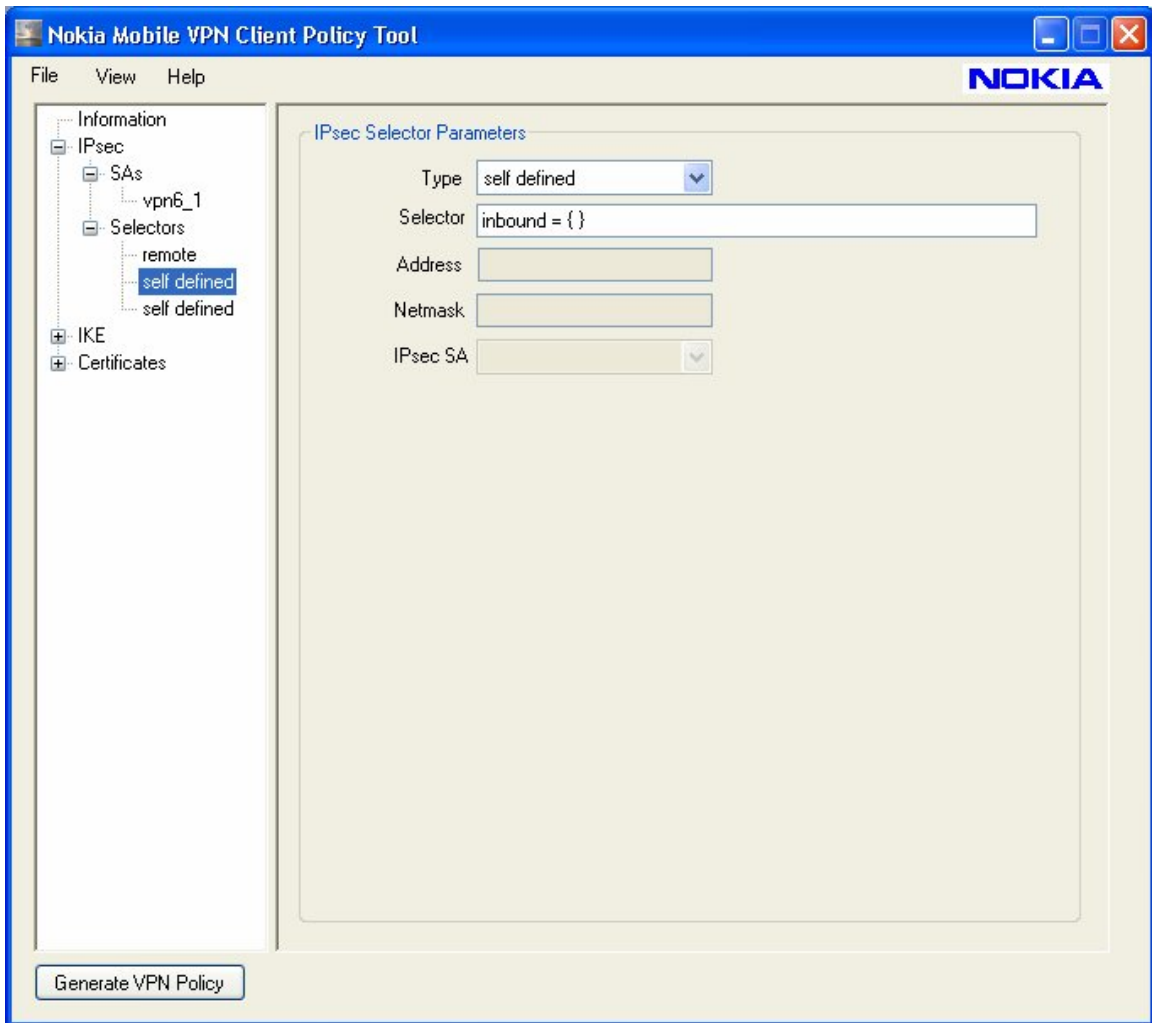 Nokia Mobile VPN Client Policy Tool
File View Help
NOKIA
Information
IPsec
SAs
vpn6_1
Selectors
remote
self defined
self defined
IKE
Certificates
IPsec Selector Parameters
Type self defined
Selector inbound = { }
Address
Netmask
IPsec SA
Generate VPN Policy